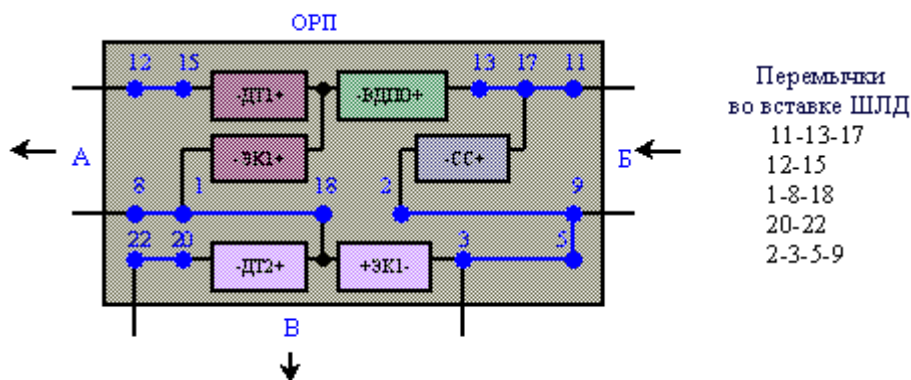 ОРП
12 15 13 17 11
-ДТ1+ -ВДПО+
А -ЭК1+ -СС+ Б
8 1 18 2 9
22 20 3 5
-ДТ2+ +ЭК1-
В
Перемычки
во вставке ШЛД
11-13-17
12-15
1-8-18
20-22
2-3-5-9